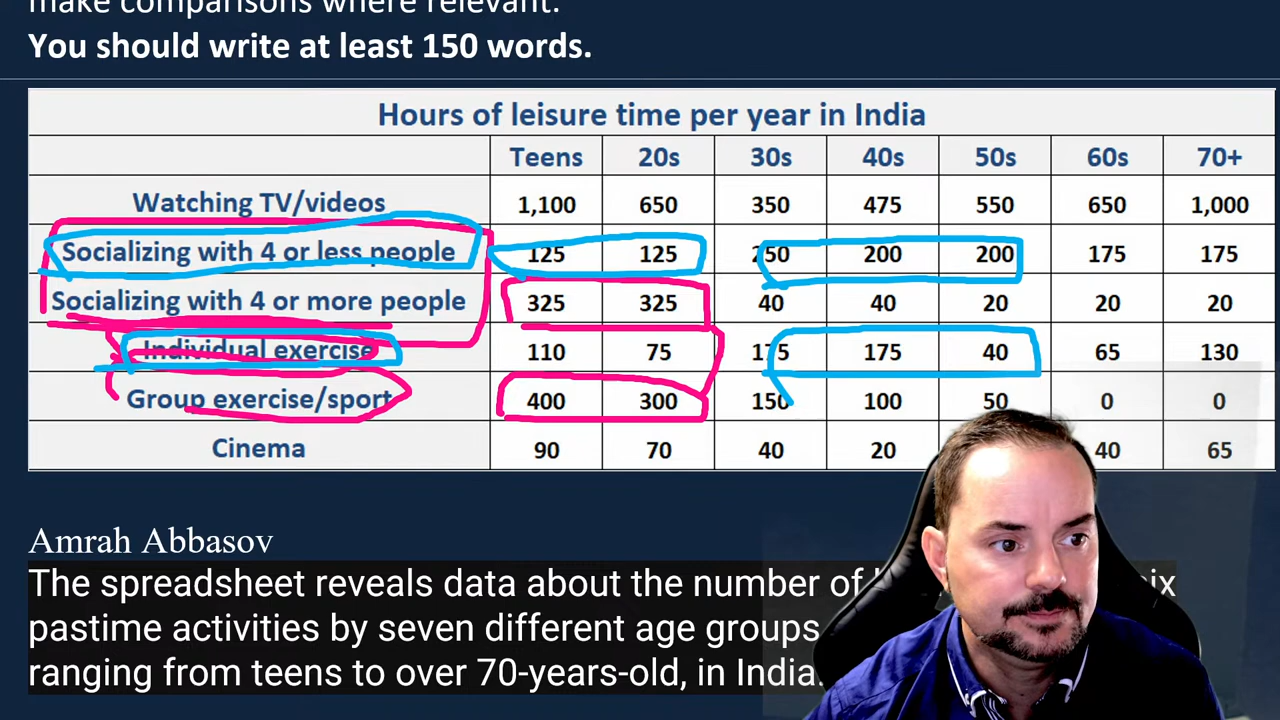 make comparisons where relevant.
You should write at least 150 words.
Hours of leisure time per year in India
Teens 20s 30s 40s 50s 60s 70+
Watching TV/videos 1,100 650 350 475 550 650 1,000
Socializing with 4 or less people 125 125 250 200 200 175 175
Socializing with 4 or more people 325 325 40 40 20 20 20
Individual exercise 110 75 175 175 40 65 130
Group exercise/sport 400 300 150 100 50 0 0
Cinema 90 70 40 20 40 65
Amrah Abbasov
The spreadsheet reveals data about the number of
pastime activities by seven different age groups
ranging from teens to over 70-years-old, in India.